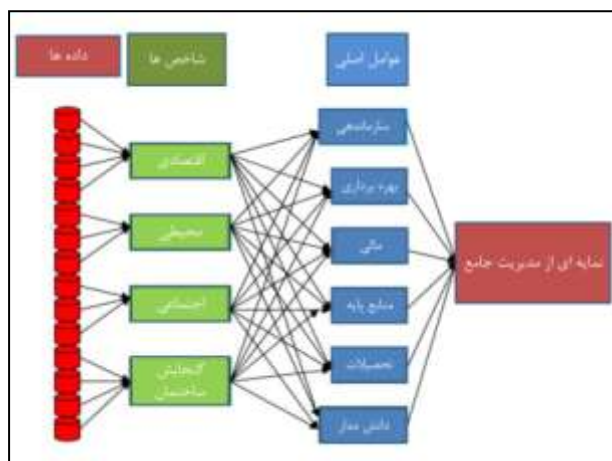 عوامل اصلی
شاخص ها
داده ها
سازماندهی
بهره برداری
مالی
منابع پایه
تحصیلات
دانش مدار
اقتصادی
محیطی
اجتماعی
گنجایش
ساختمان
نمایه ای از مدیریت جامع